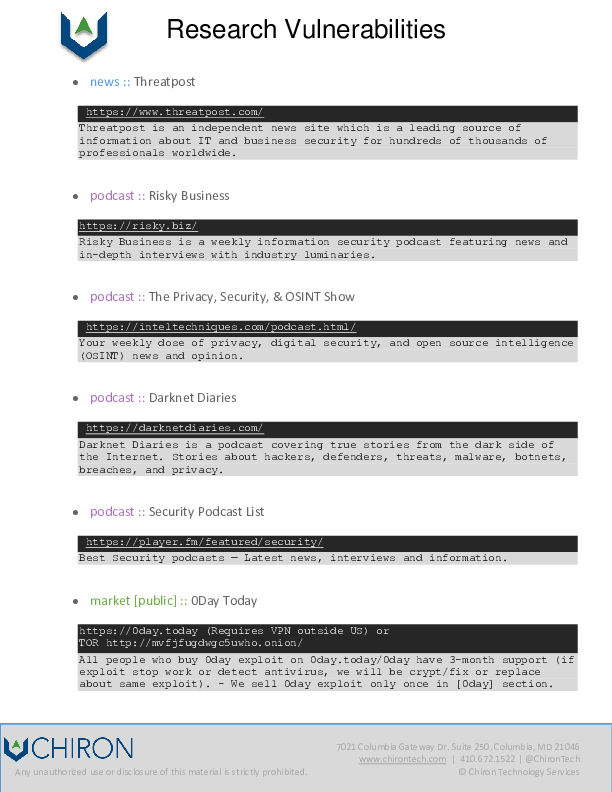 Research Vulnerabilities
• news :: Threatpost
https://www.threatpost.com/
Threatpost is an independent news site which is a leading source of
information about IT and business security for hundreds of thousands of
professionals worldwide.
• podcast :: Risky Business
https://risky.biz/
Risky Business is a weekly information security podcast featuring news and
in-depth interviews with industry luminaries.
• podcast :: The Privacy, Security, & OSINT Show
https://inteltechniques.com/podcast.html/
Your weekly dose of privacy, digital security, and open source intelligence
(OSINT) news and opinion.
• podcast :: Darknet Diaries
https://darknetdiaries.com/
Darknet Diaries is a podcast covering true stories from the dark side of
the Internet. Stories about hackers, defenders, threats, malware, botnets,
breaches, and privacy.
• podcast :: Security Podcast List
https://player.fm/featured/security/
Best Security podcasts — Latest news, interviews and information.
• market [public] :: 0Day Today
https://0day.today (Requires VPN outside US) or
TOR http://mvfjfugdwgc5uwho.onion/
All people who buy 0day exploit on 0day.today/0day have 3-month support (if
exploit stop work or detect antivirus, we will be crypt/fix or replace
about same exploit). - We sell 0day exploit only once in [0day] section.
CHIRON
7021 Columbia Gateway Dr. Suite 250, Columbia, MD 21046
www.chirontech.com | 410.672.1522 | @ChironTech
Any unauthorized use or disclosure of this material is strictly prohibited.
© Chiron Technology Services